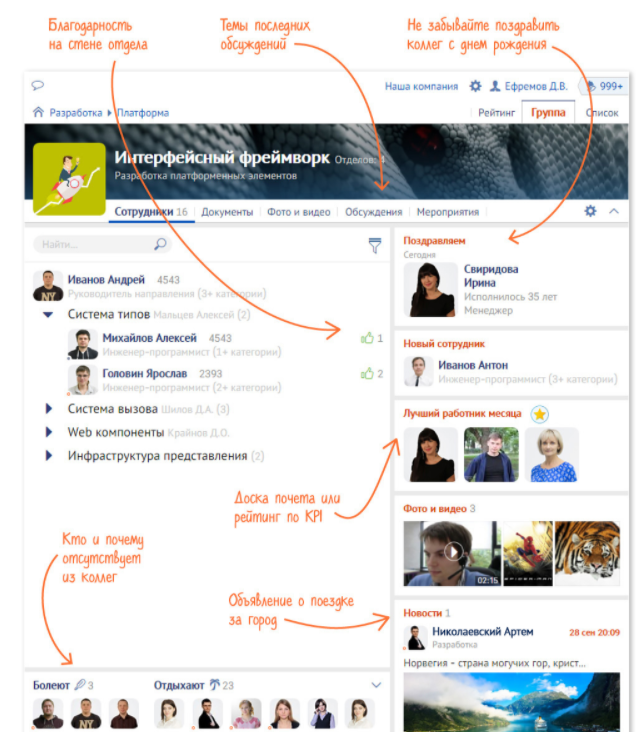 Благодарность
на стене отдела
Темы последних
обсуждений
Не забывайте поздравить
коллег с днем рождения
Наша компания Ефремов Д.В. 999+
Разработка Платформа Рейтинг Группа Список
Интерфейсный фреймворк Отделов: 4
Разработка платформенных элементов
Сотрудники 16 Документы Фото и видео Обсуждения Мероприятия
Найти...
Иванов Андрей 4543
Руководитель направления (3+ категории)
Система типов Мальцев Алексей (2)
Михайлов Алексей 4543 1
Инженер-программист (1+ категории)
Головин Ярослав 2393 2
Инженер-программист (2+ категории)
Система вызова Шилов Д.А. (3)
Web компоненты Крайнов Д.О.
Инфраструктура представления (2)
Поздравляем
Сегодня
Свиридова
Ирина
Исполнилось 35 лет
Менеджер
Новый сотрудник
Иванов Антон
Инженер-программист (3+ категории)
Лучший работник месяца
Доска почета или
рейтинг по KPI
Фото и видео 3
02:15
Кто и почему
отсутствует
из коллег
Объявление о поездке
за город
Новости 1
Николаевский Артем 28 сен 20:09
Разработка
Норвегия - страна могучих гор, крист...
Болеют 3 Отдыхают 23
NY
NY